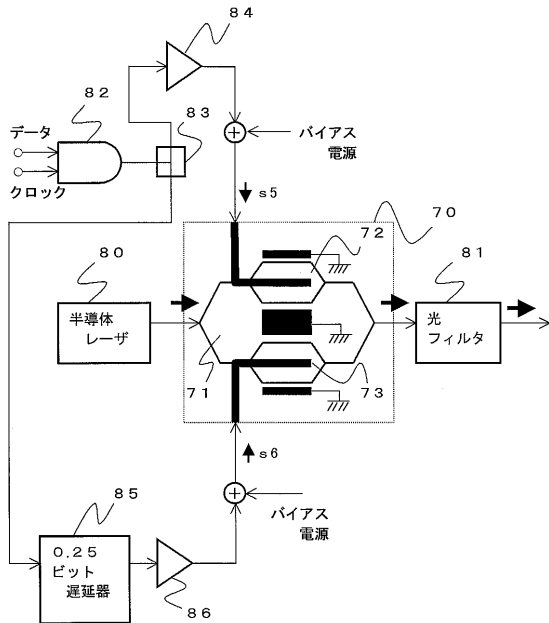 84
82
83
データ
クロック
バイアス
電源
s5
70
72
80
81
半導体
レーザ
光
フィルタ
71
73
s6
85
バイアス
電源
0.25
ビット
遅延器
86